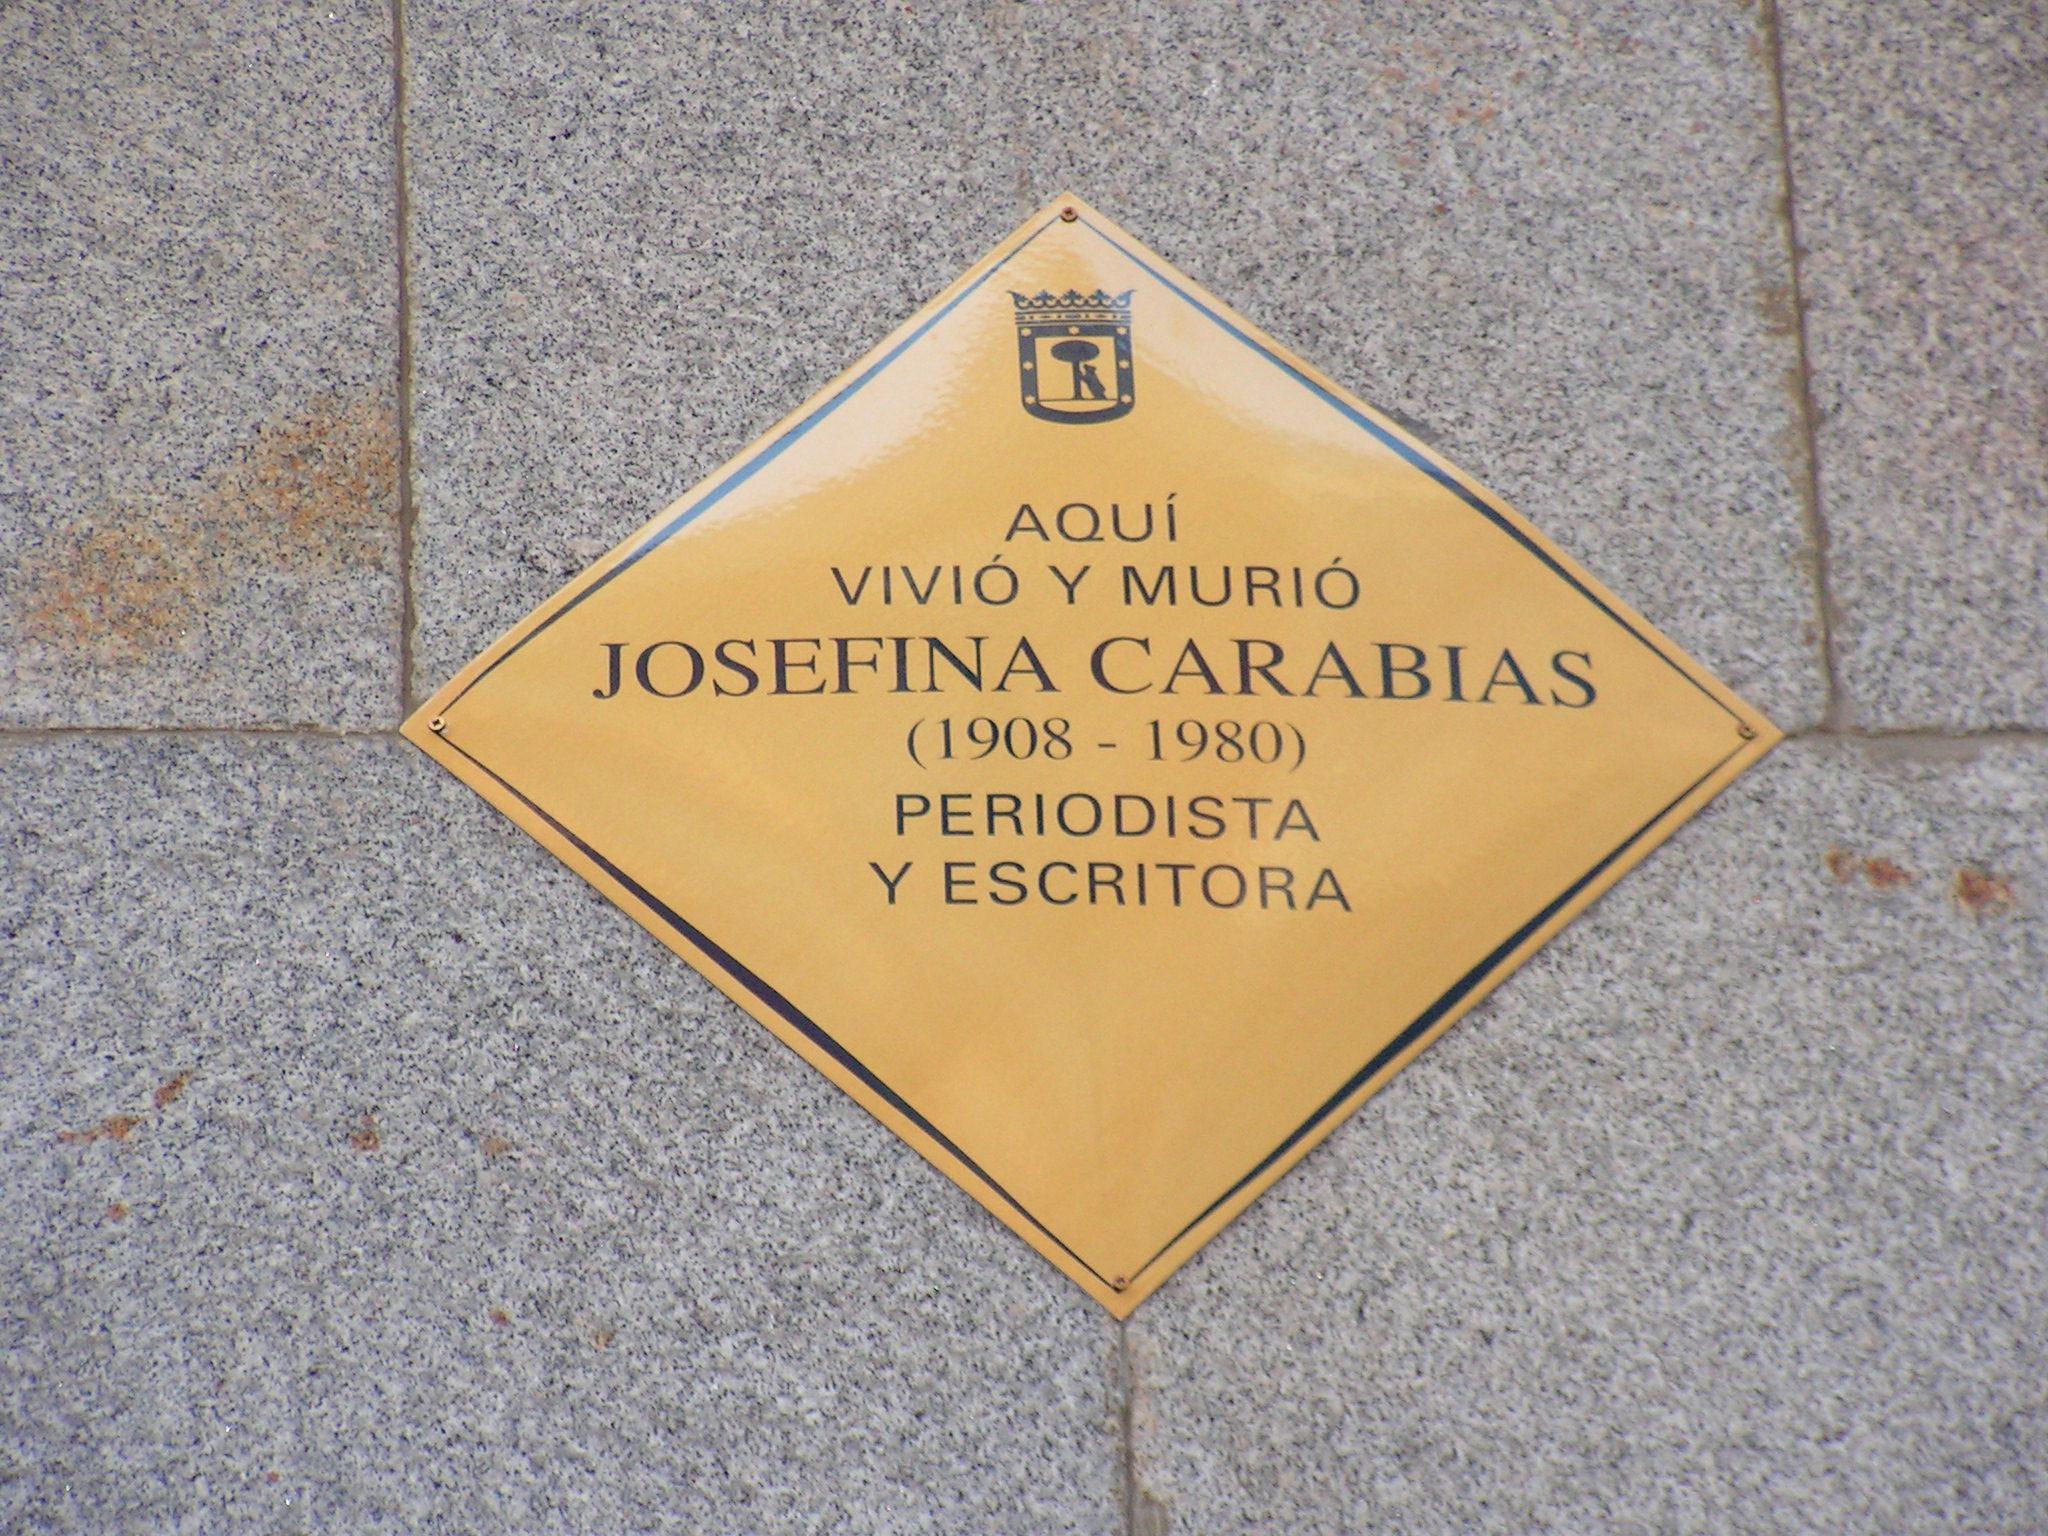 AQUÍ
VIVIÓ Y MURIÓ
JOSEFINA CARABIAS
(1908 - 1980)
PERIODISTA
Y ESCRITORA